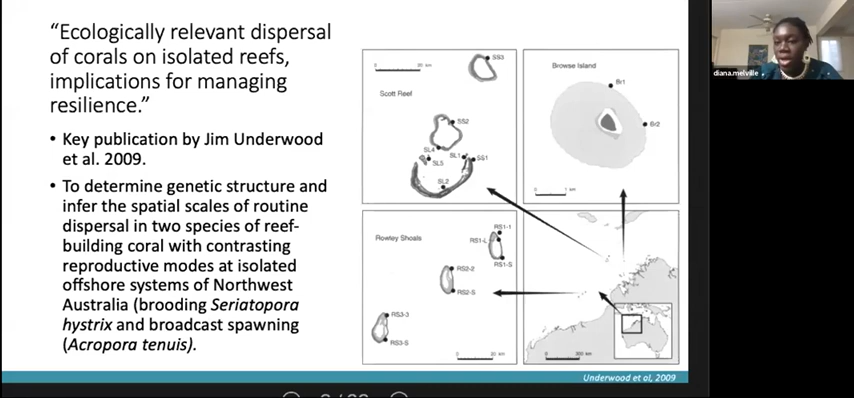 “Ecologically relevant dispersal
of corals on isolated reefs,
implications for managing
resilience.”
• Key publication by Jim Underwood
et al. 2009.
• To determine genetic structure and
infer the spatial scales of routine
dispersal in two species of reef-
building coral with contrasting
reproductive modes at isolated
offshore systems of Northwest
Australia (brooding Seriatopora
hystrix and broadcast spawning
(Acropora tenuis).
SS3
Scott Reef
SS2
SL4
SL1
SS1
SL5
SL2
Browse Island
Br1
Br2
1 km
Rowley Shoals
RS1-1
RS1-L
RS1-S
RS2-2
RS2-S
RS3-3
RS3-S
Underwood et al, 2009
diana.melville